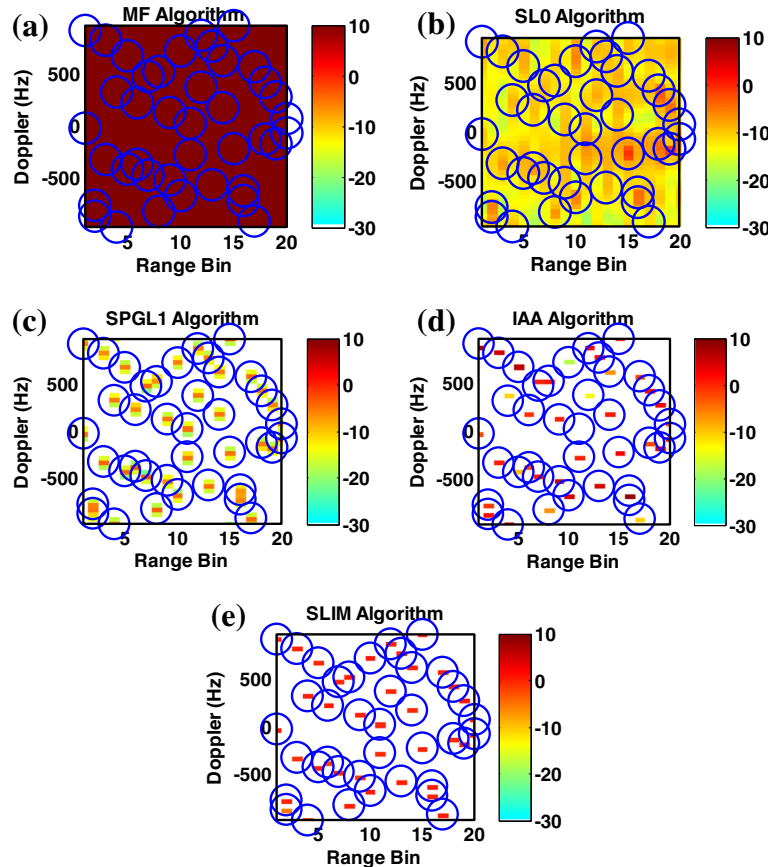 (a) MF Algorithm
Doppler (Hz)
500
0
-500
5 10 15 20
Range Bin
10
0
-10
-20
-30
(b) SL0 Algorithm
Doppler (Hz)
500
0
-500
5 10 15 20
Range Bin
10
0
-10
-20
-30
(c) SPGL1 Algorithm
Doppler (Hz)
500
0
-500
5 10 15 20
Range Bin
10
0
-10
-20
-30
(d) IAA Algorithm
Doppler (Hz)
500
0
-500
5 10 15 20
Range Bin
10
0
-10
-20
-30
(e) SLIM Algorithm
Doppler (Hz)
500
0
-500
5 10 15 20
Range Bin
10
0
-10
-20
-30